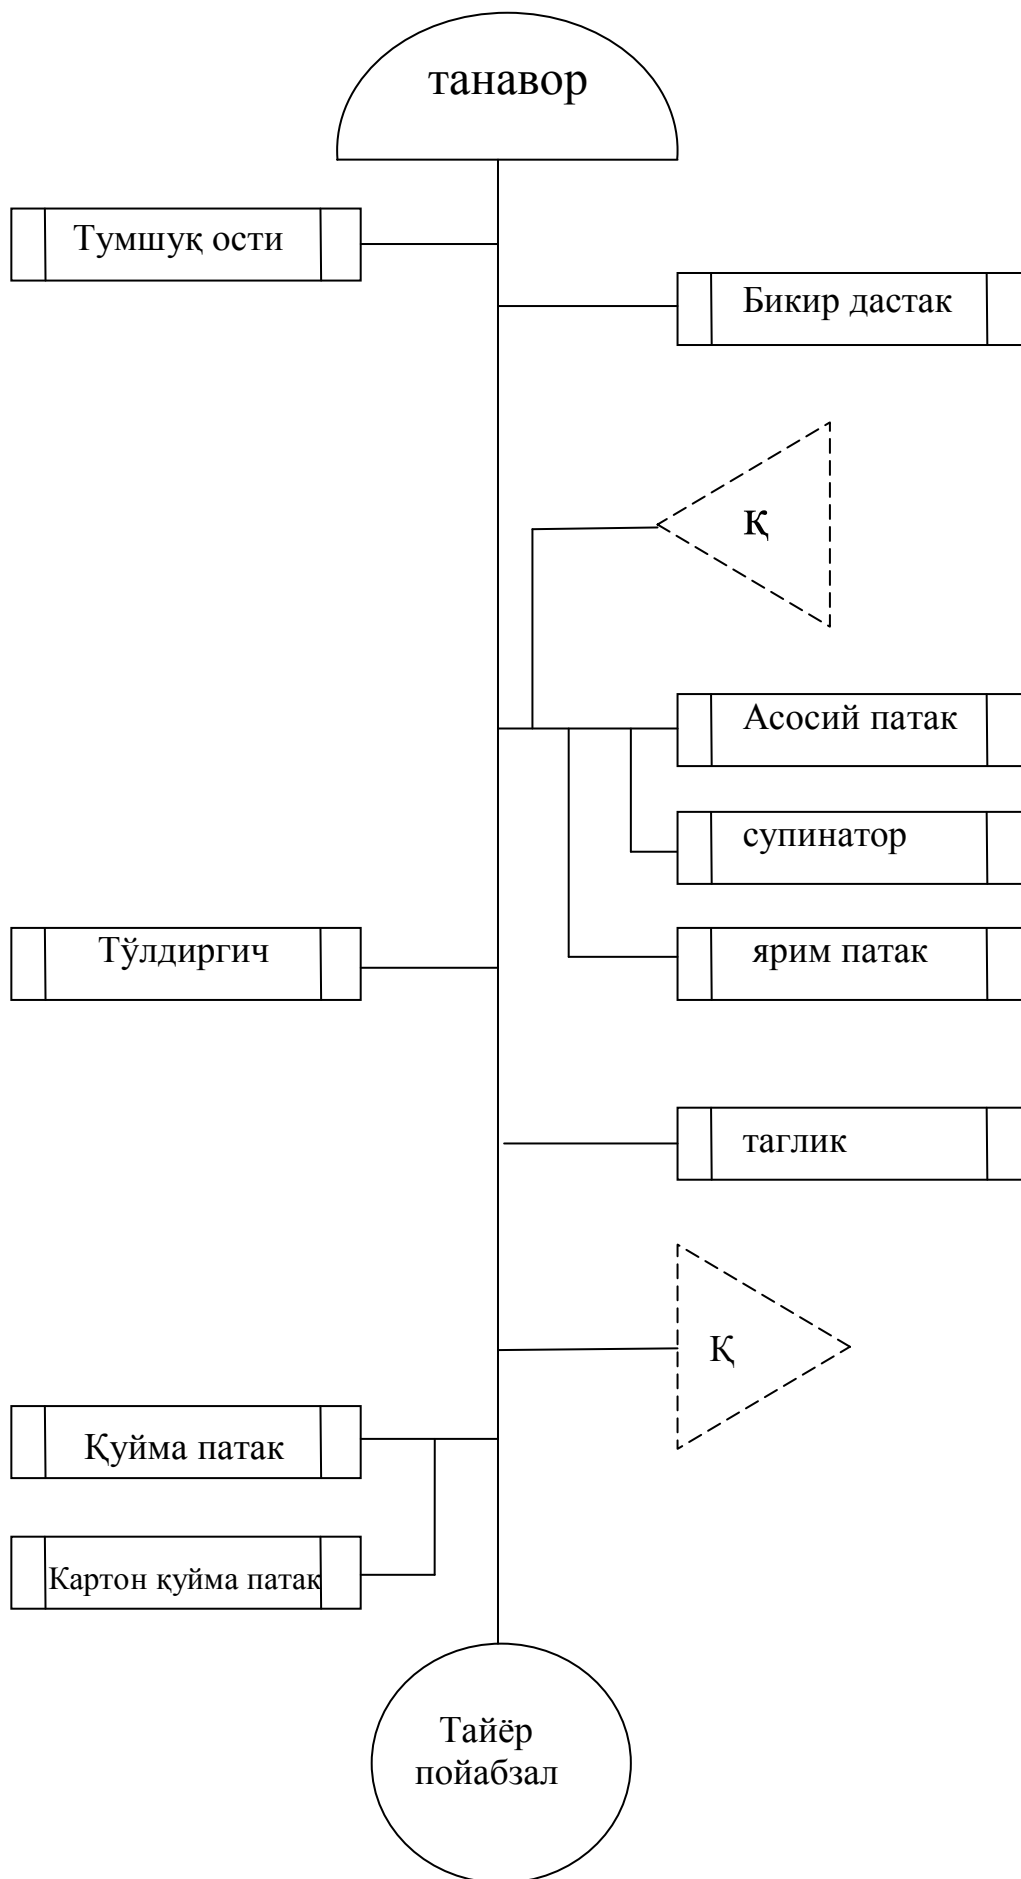 танавор
Тумшуқ ости
Бикир дастак
қ
Асосий патак
супинатор
Тўлдиргич
ярим патак
таглик
Қ
Қуйма патак
Картон қуйма патак
Тайёр
пойабзал